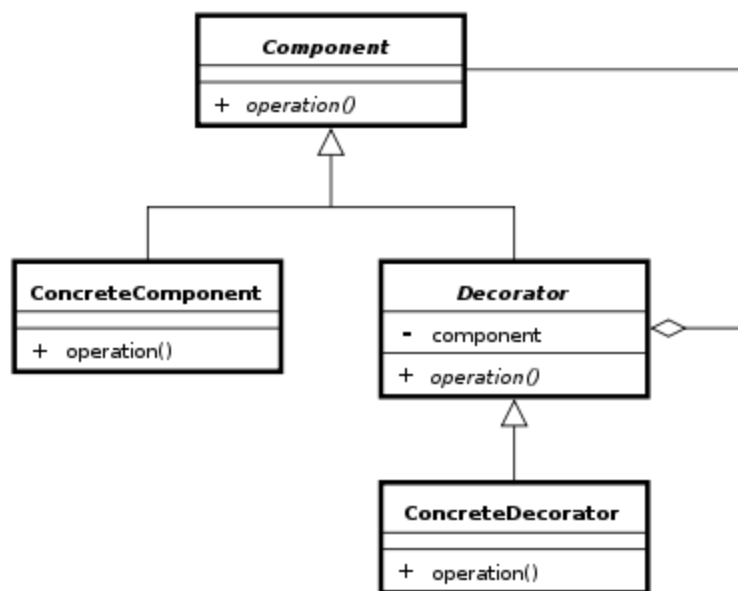 Component
+ operation()
ConcreteComponent
+ operation()
Decorator
- component
+ operation()
ConcreteDecorator
+ operation()